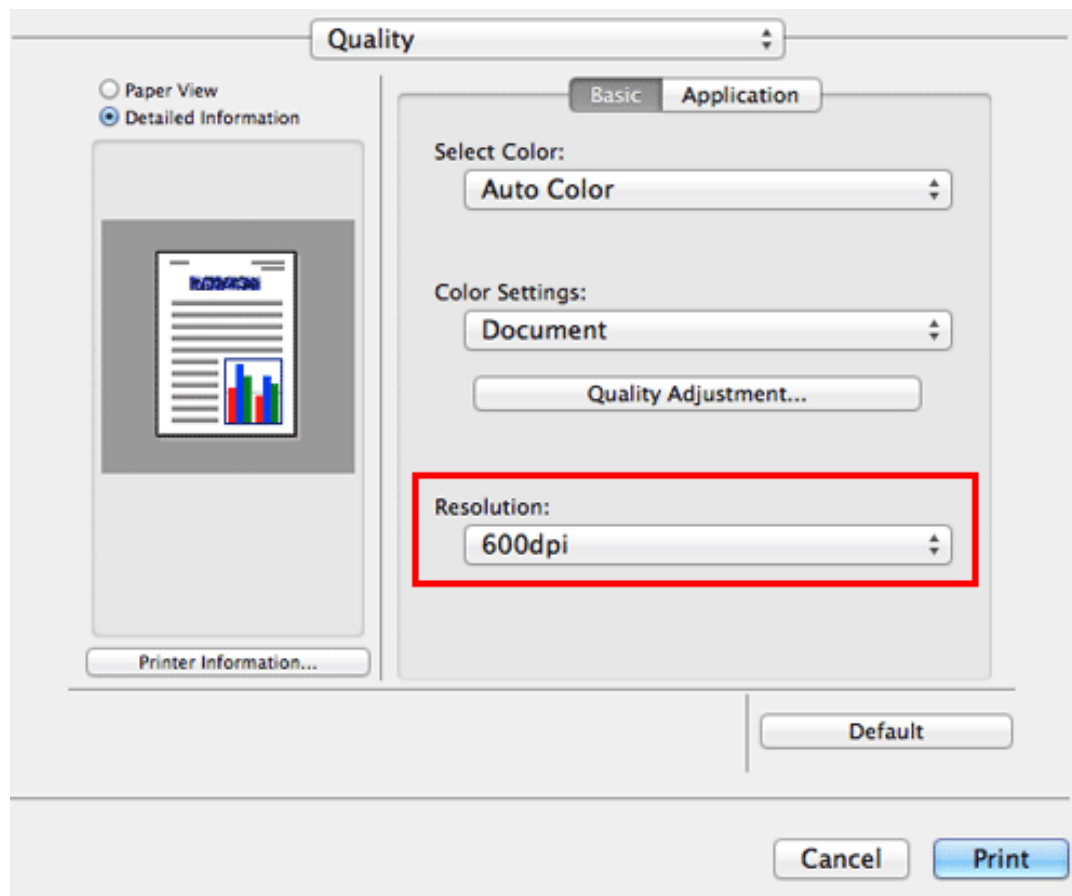 Quality
Paper View
Detailed Information
Basic Application
Select Color:
Auto Color
Color Settings:
Document
Quality Adjustment...
Resolution:
600dpi
Printer Information...
Default
Cancel Print